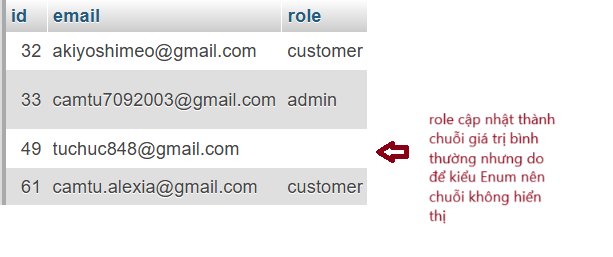 id email role
32 akiyoshimeo@gmail.com customer
33 camtu7092003@gmail.com admin
49 tuchuc848@gmail.com
61 camtu.alexia@gmail.com customer
role cập nhật thành
chuỗi giá trị bình
thường nhưng do
để kiểu Enum nên
chuỗi không hiển
thị